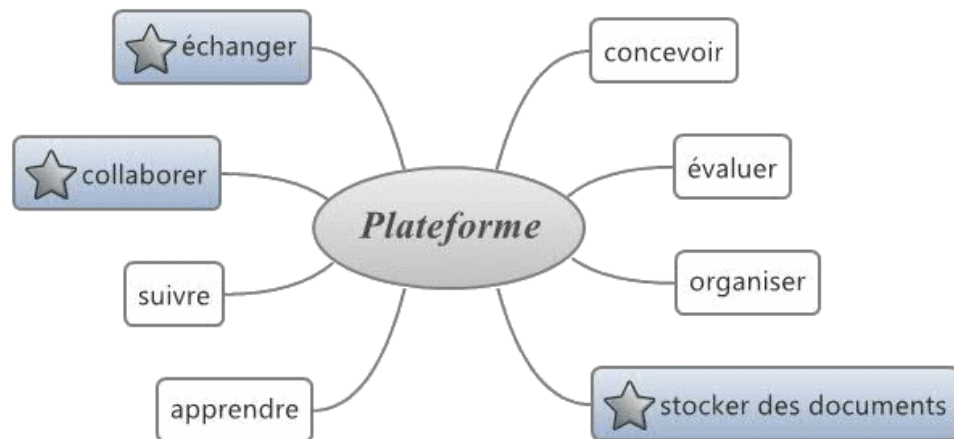 échanger
concevoir
collaborer
évaluer
Plateforme
suivre
organiser
apprendre
stocker des documents